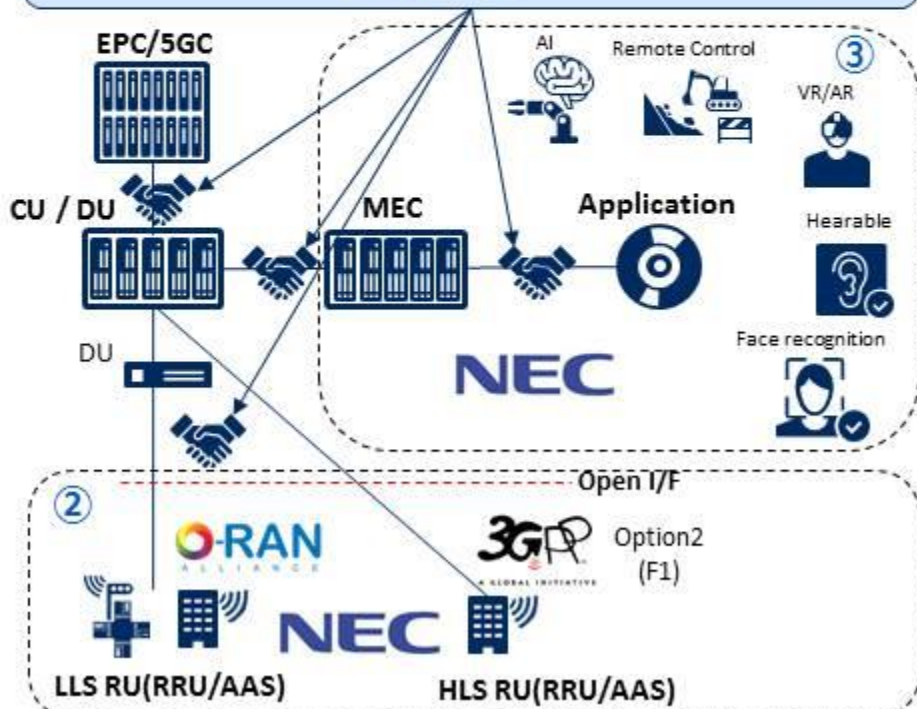 EPC/5GC
AI
Remote Control
③
VR/AR
CU / DU
MEC
Application
Hearable
DU
Face recognition
NEC
②
Open I/F
O-RAN
ALLIANCE
3GPP
A GLOBAL INITIATIVE
Option2
(F1)
NEC
LLS RU(RRU/AAS)
HLS RU(RRU/AAS)